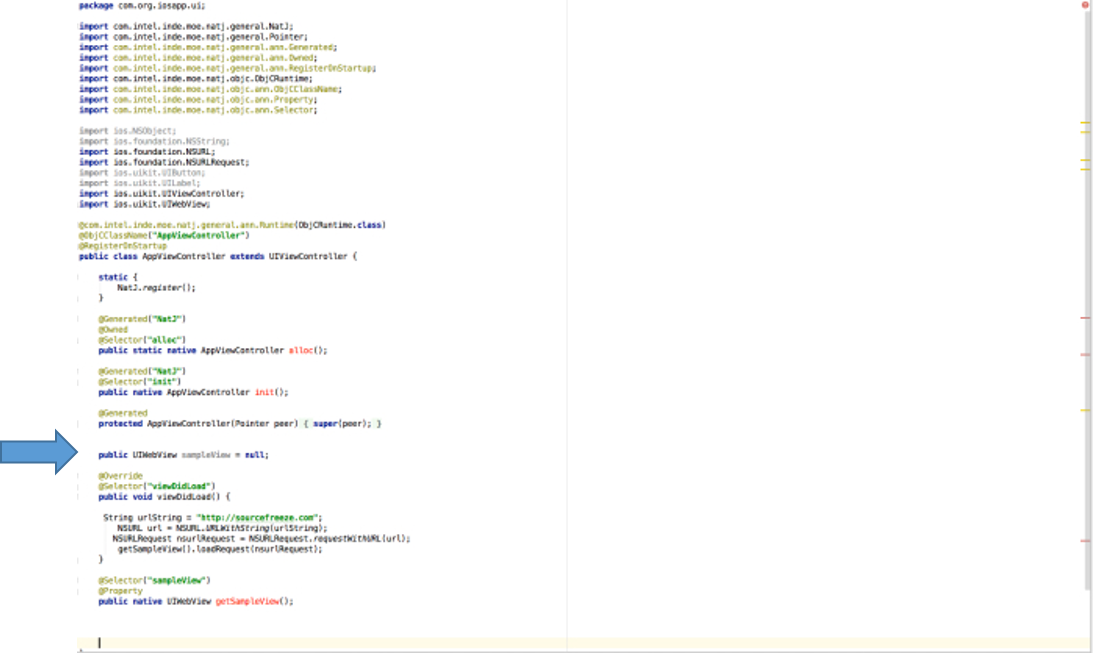 package com.org.iosapp.ui;
import com.intel.inde.moe.natj.general.NatJ;
import com.intel.inde.moe.natj.general.Pointer;
import com.intel.inde.moe.natj.general.ann.Generated;
import com.intel.inde.moe.natj.general.ann.Owned;
import com.intel.inde.moe.natj.general.ann.RegisterOnStartup;
import com.intel.inde.moe.natj.objc.ObjCRuntime;
import com.intel.inde.moe.natj.objc.ann.ObjCClassName;
import com.intel.inde.moe.natj.objc.ann.Property;
import com.intel.inde.moe.natj.objc.ann.Selector;
import ios.NSObject;
import ios.foundation.NSString;
import ios.foundation.NSURL;
import ios.foundation.NSURLRequest;
import ios.uikit.UIButton;
import ios.uikit.UILabel;
import ios.uikit.UIViewController;
import ios.uikit.UIWebView;
@com.intel.inde.moe.natj.general.ann.Runtime(ObjCRuntime.class)
@ObjCClassName("AppViewController")
@RegisterOnStartup
public class AppViewController extends UIViewController {
static {
NatJ.register();
}
@Generated("NatJ")
@Owned
@Selector("alloc")
public static native AppViewController alloc();
@Generated("NatJ")
@Selector("init")
public native AppViewController init();
@Generated
protected AppViewController(Pointer peer) { super(peer); }
public UIWebView sampleView = null;
@Override
@Selector("viewDidLoad")
public void viewDidLoad() {
String urlString = "http://sourcefreeze.com";
NSURL url = NSURL.URLWithString(urlString);
NSURLRequest nsurlRequest = NSURLRequest.requestWithURL(url);
getSampleView().loadRequest(nsurlRequest);
}
@Selector("sampleView")
@Property
public native UIWebView getSampleView();